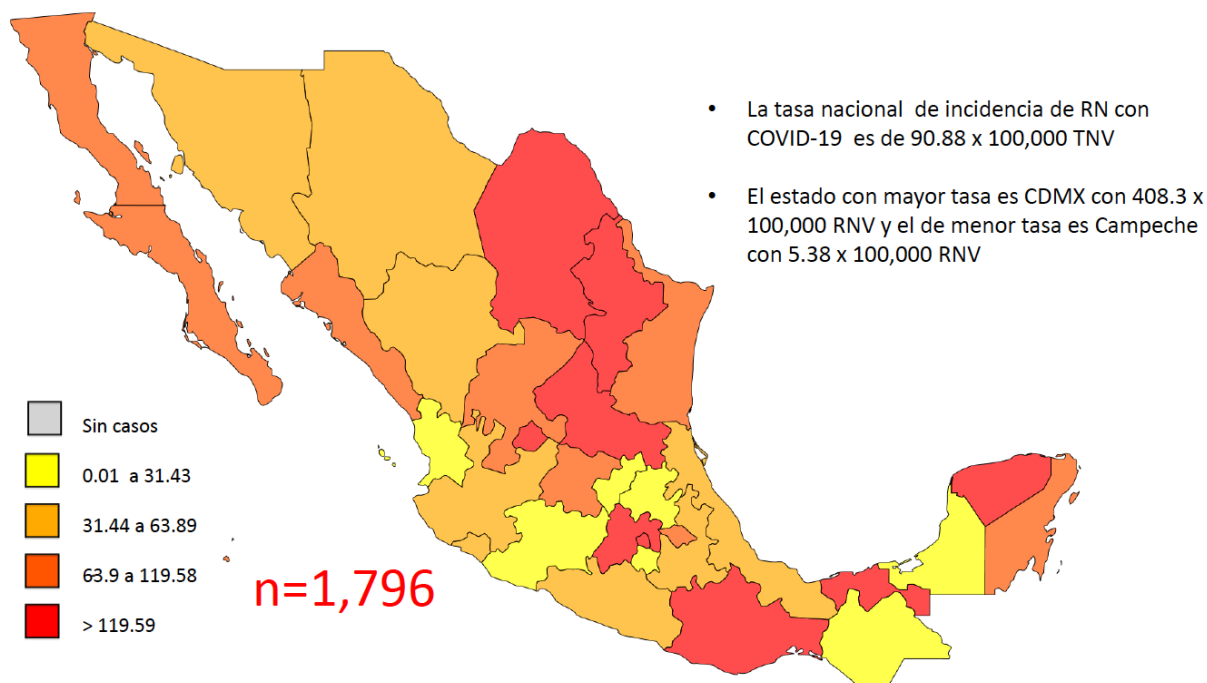 • La tasa nacional de incidencia de RN con
COVID-19 es de 90.88 x 100,000 TNV
• El estado con mayor tasa es CDMX con 408.3 x
100,000 RNV y el de menor tasa es Campeche
con 5.38 x 100,000 RNV
Sin casos
0.01 a 31.43
31.44 a 63.89
63.9 a 119.58
> 119.59
n=1,796